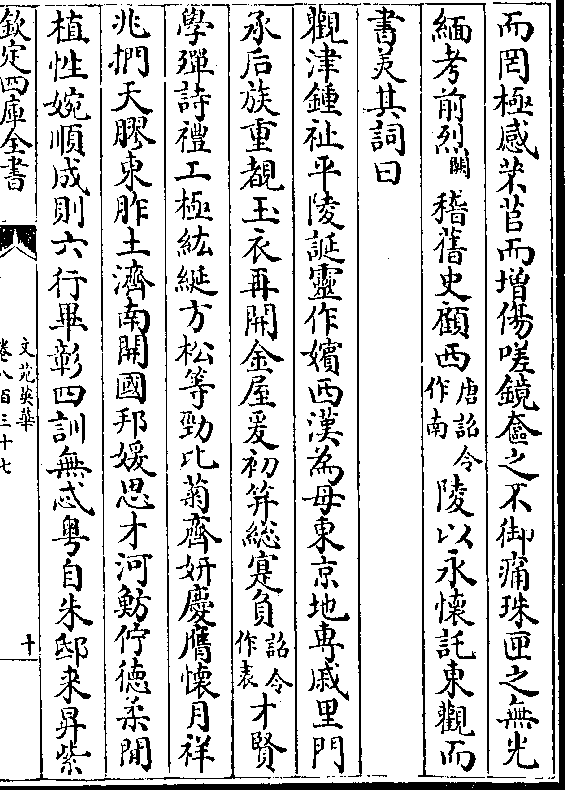 而罔極感茱苢而增傷嗟鏡奩之不御痛珠匣之無光
緬考前烈闕稽舊史顧西唐詔令作南陵以永懷託東觀而
書美其詞曰
觀津鍾祉平陵誕靈作嬪西漢為母東京地専戚里門
承后族重覩玉衣再開金屋爰初笄総寔負詔令作表才賢
學殫詩禮工極紘綖方松等勁比菊齊妍慶膺懐月祥
兆捫天膠東胙土濟南開國邦媛思才河魴佇徳柔閒
植性婉順成則六行畢彰四訓無忒粤自朱邸来昇紫
欽定四庫全書
文苑英華
卷八百三十七
十